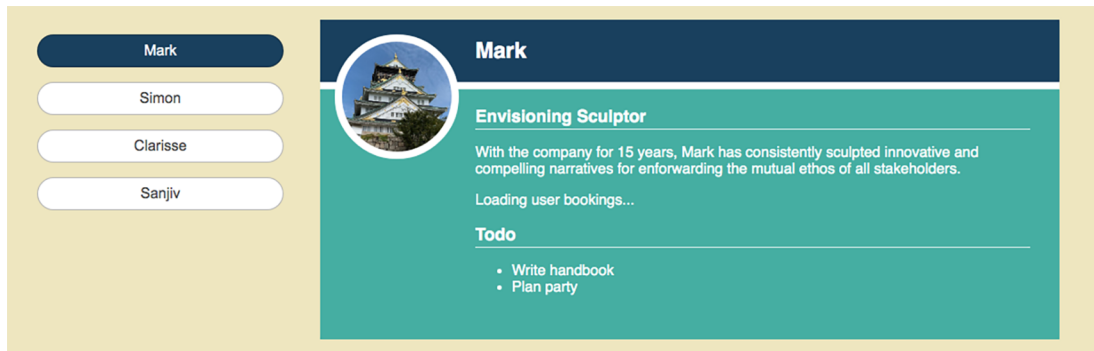 Mark
Simon
Clarisse
Sanjiv
Mark
Envisioning Sculptor
With the company for 15 years, Mark has consistently sculpted innovative and
compelling narratives for enforwarding the mutual ethos of all stakeholders.
Loading user bookings...
Todo
• Write handbook
• Plan party